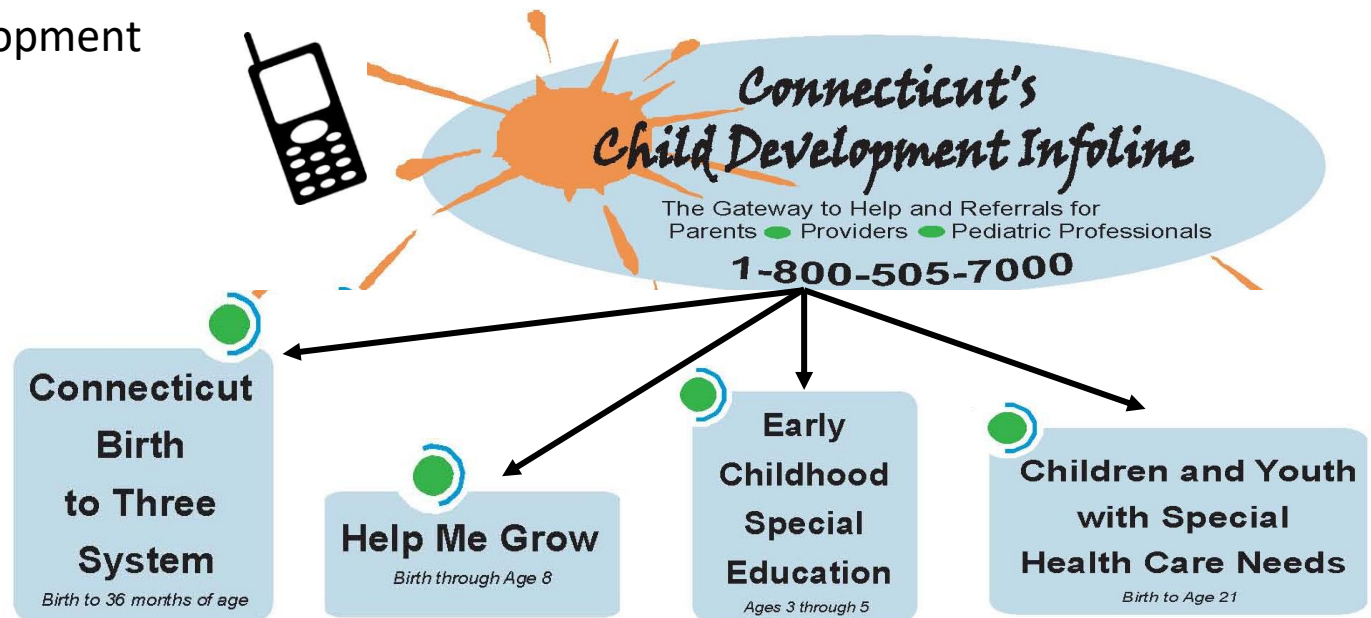 opment
Connecticut's
Child Development Infoline
The Gateway to Help and Referrals for
Parents Providers Pediatric Professionals
1-800-505-7000
Connecticut
Birth
to Three
System
Birth to 36 months of age
Help Me Grow
Birth through Age 8
Early
Childhood
Special
Education
Ages 3 through 5
Children and Youth
with Special
Health Care Needs
Birth to Age 21